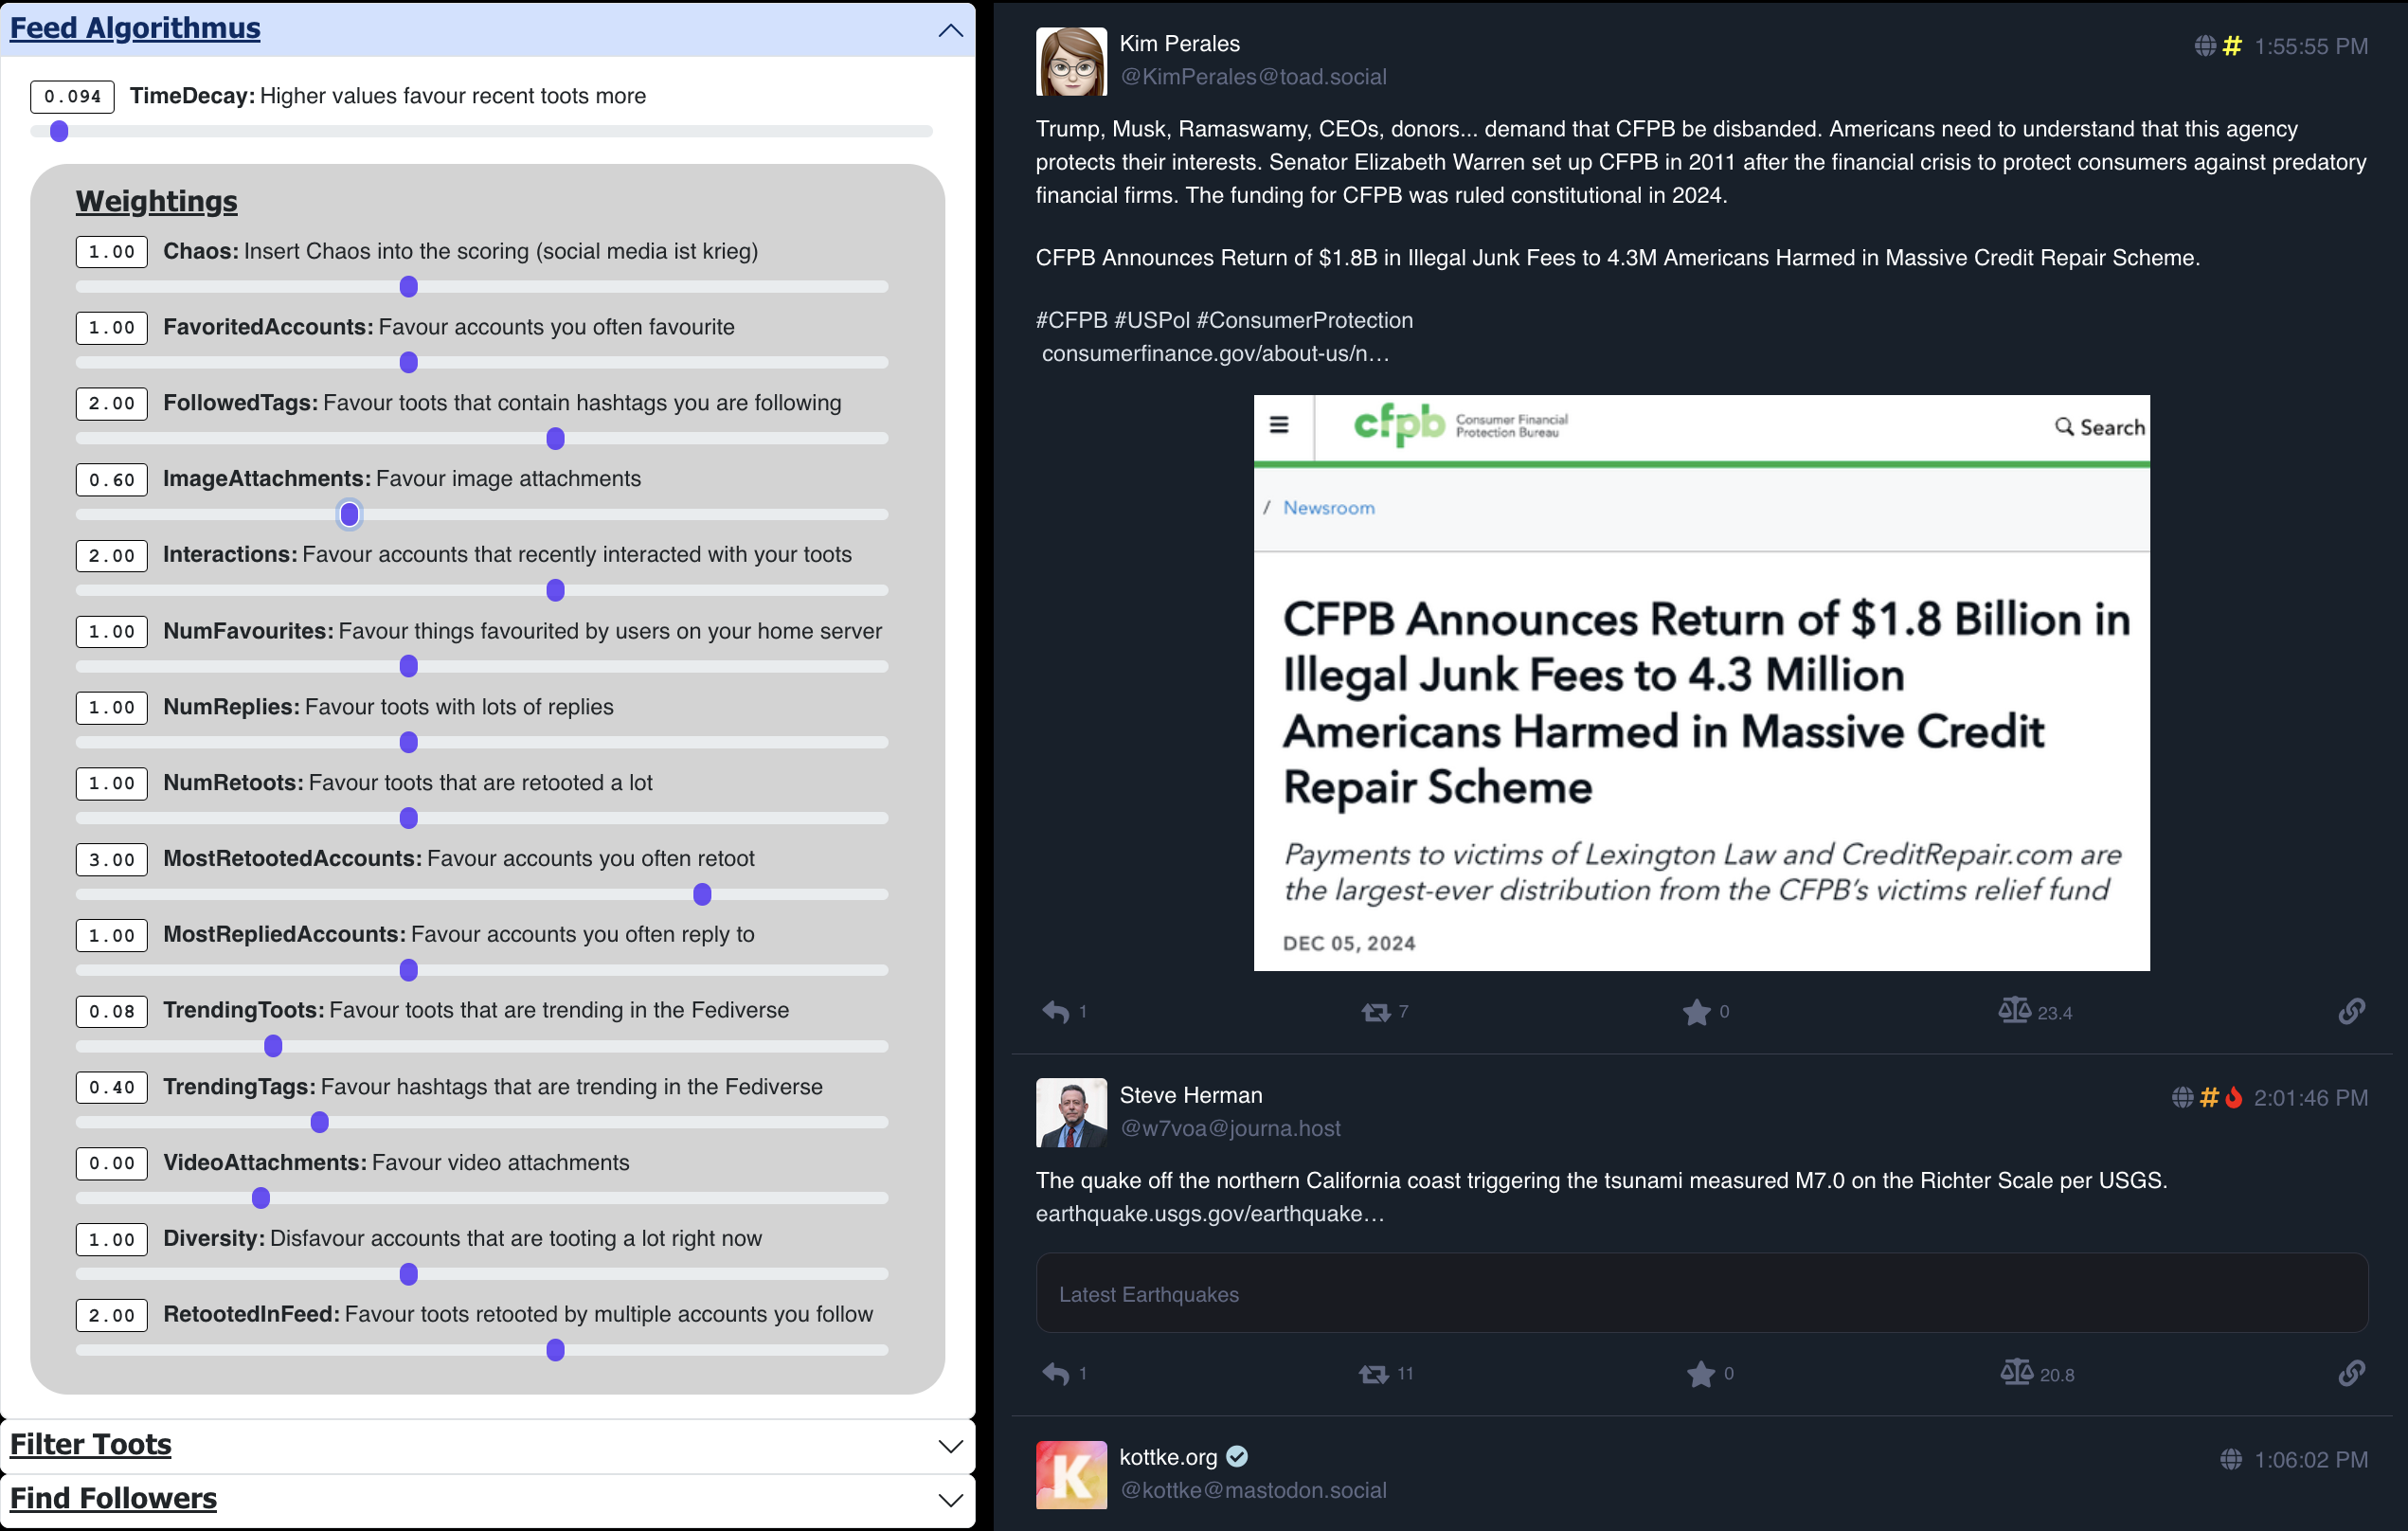 Feed Algorithmus
0.094 TimeDecay: Higher values favour recent toots more
Weightings
1.00 Chaos: Insert Chaos into the scoring (social media ist krieg)
1.00 FavoritedAccounts: Favour accounts you often favourite
2.00 FollowedTags: Favour toots that contain hashtags you are following
0.60 ImageAttachments: Favour image attachments
2.00 Interactions: Favour accounts that recently interacted with your toots
1.00 NumFavourites: Favour things favourited by users on your home server
1.00 NumReplies: Favour toots with lots of replies
1.00 NumRetoots: Favour toots that are retooted a lot
3.00 MostRetootedAccounts: Favour accounts you often retoot
1.00 MostRepliedAccounts: Favour accounts you often reply to
0.08 TrendingToots: Favour toots that are trending in the Fediverse
0.40 TrendingTags: Favour hashtags that are trending in the Fediverse
0.00 VideoAttachments: Favour video attachments
1.00 Diversity: Disfavour accounts that are tooting a lot right now
2.00 RetootedInFeed: Favour toots retooted by multiple accounts you follow
Filter Toots
Find Followers
Kim Perales
# 1:55:55 PM
@KimPerales@toad.social
Trump, Musk, Ramaswamy, CEOs, donors... demand that CFPB be disbanded. Americans need to understand that this agency
protects their interests. Senator Elizabeth Warren set up CFPB in 2011 after the financial crisis to protect consumers against predatory
financial firms. The funding for CFPB was ruled constitutional in 2024.
CFPB Announces Return of $1.8B in Illegal Junk Fees to 4.3M Americans Harmed in Massive Credit Repair Scheme.
#CFPB #USPol #ConsumerProtection
consumerfinance.gov/about-us/n…
cfpb
Consumer Financial
Protection Bureau
Search
/ Newsroom
CFPB Announces Return of $1.8 Billion in
Illegal Junk Fees to 4.3 Million
Americans Harmed in Massive Credit
Repair Scheme
Payments to victims of Lexington Law and CreditRepair.com are
the largest-ever distribution from the CFPB's victims relief fund
DEC 05, 2024
1 7 0 23.4
Steve Herman
# 2:01:46 PM
@w7voa@journa.host
The quake off the northern California coast triggering the tsunami measured M7.0 on the Richter Scale per USGS.
earthquake.usgs.gov/earthquake…
Latest Earthquakes
1 11 0 20.8
K
kottke.org
1:06:02 PM
@kottke@mastodon.social